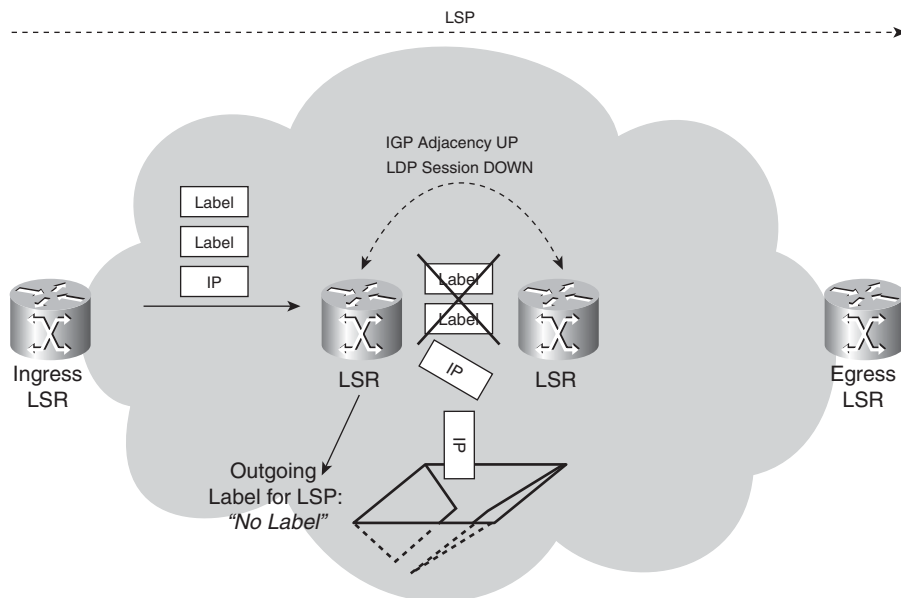 LSP
IGP Adjacency UP
LDP Session DOWN
Label
Label
IP
Label
Label
IP
IP
Ingress
LSR
LSR
LSR
Egress
LSR
Outgoing
Label for LSP:
"No Label"